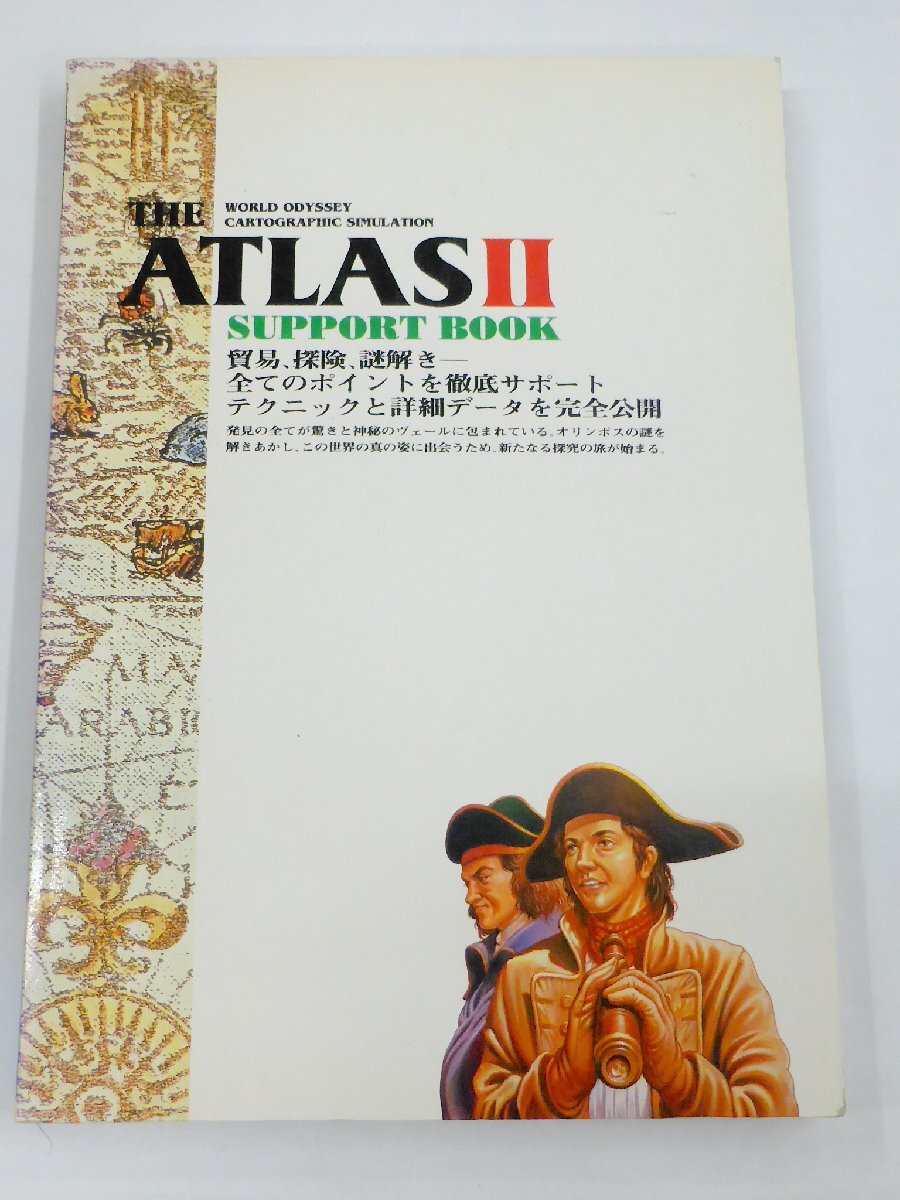 THE
WORLD ODYSSEY
CARTOGRAPHIC SIMULATION
ATLAS II
SUPPORT BOOK
貿易、探険、謎解き―
全てのポイントを徹底サポート
テクニックと詳細データを完全公開
発見の全てが驚きと神秘のヴェールに包まれている。オリンポスの謎を
解きあかし、この世界の真の姿に出会うため、新たなる探究の旅が始まる。
MA
ARABI